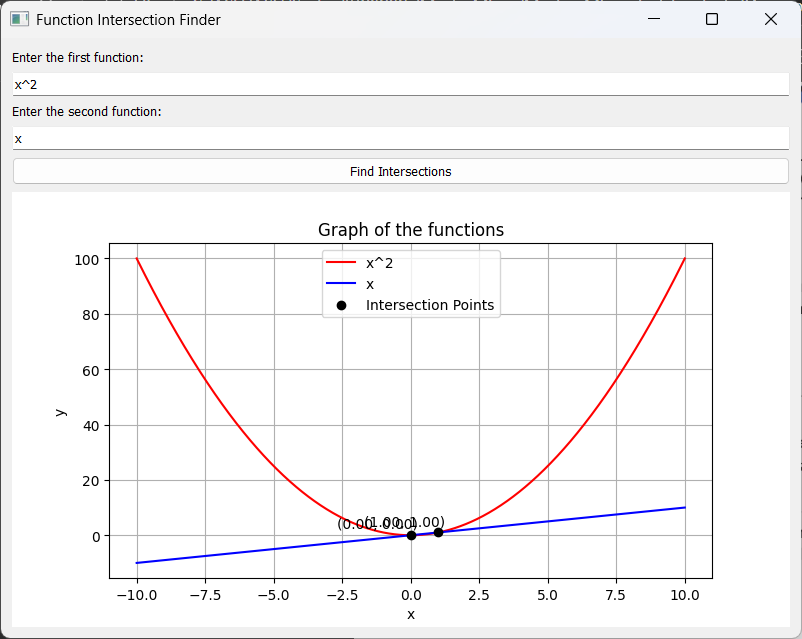 Function Intersection Finder
Enter the first function:
x^2
Enter the second function:
x
Find Intersections
Graph of the functions
x^2
x
Intersection Points
100
80
60
40
20
0
y
(0.00, 0.00)
(1.00, 1.00)
−10.0 −7.5 −5.0 −2.5 0.0 2.5 5.0 7.5 10.0
x